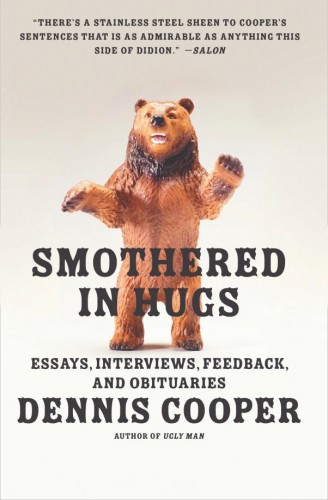 “THERE’S A STAINLESS STEEL SHEEN TO COOPER’S
SENTENCES THAT IS AS ADMIRABLE AS ANYTHING THIS
SIDE OF DIDION.” —SALON
SMOTHERED
IN HUGS
ESSAYS, INTERVIEWS, FEEDBACK,
AND OBITUARIES
DENNIS COOPER
AUTHOR OF UGLY MAN